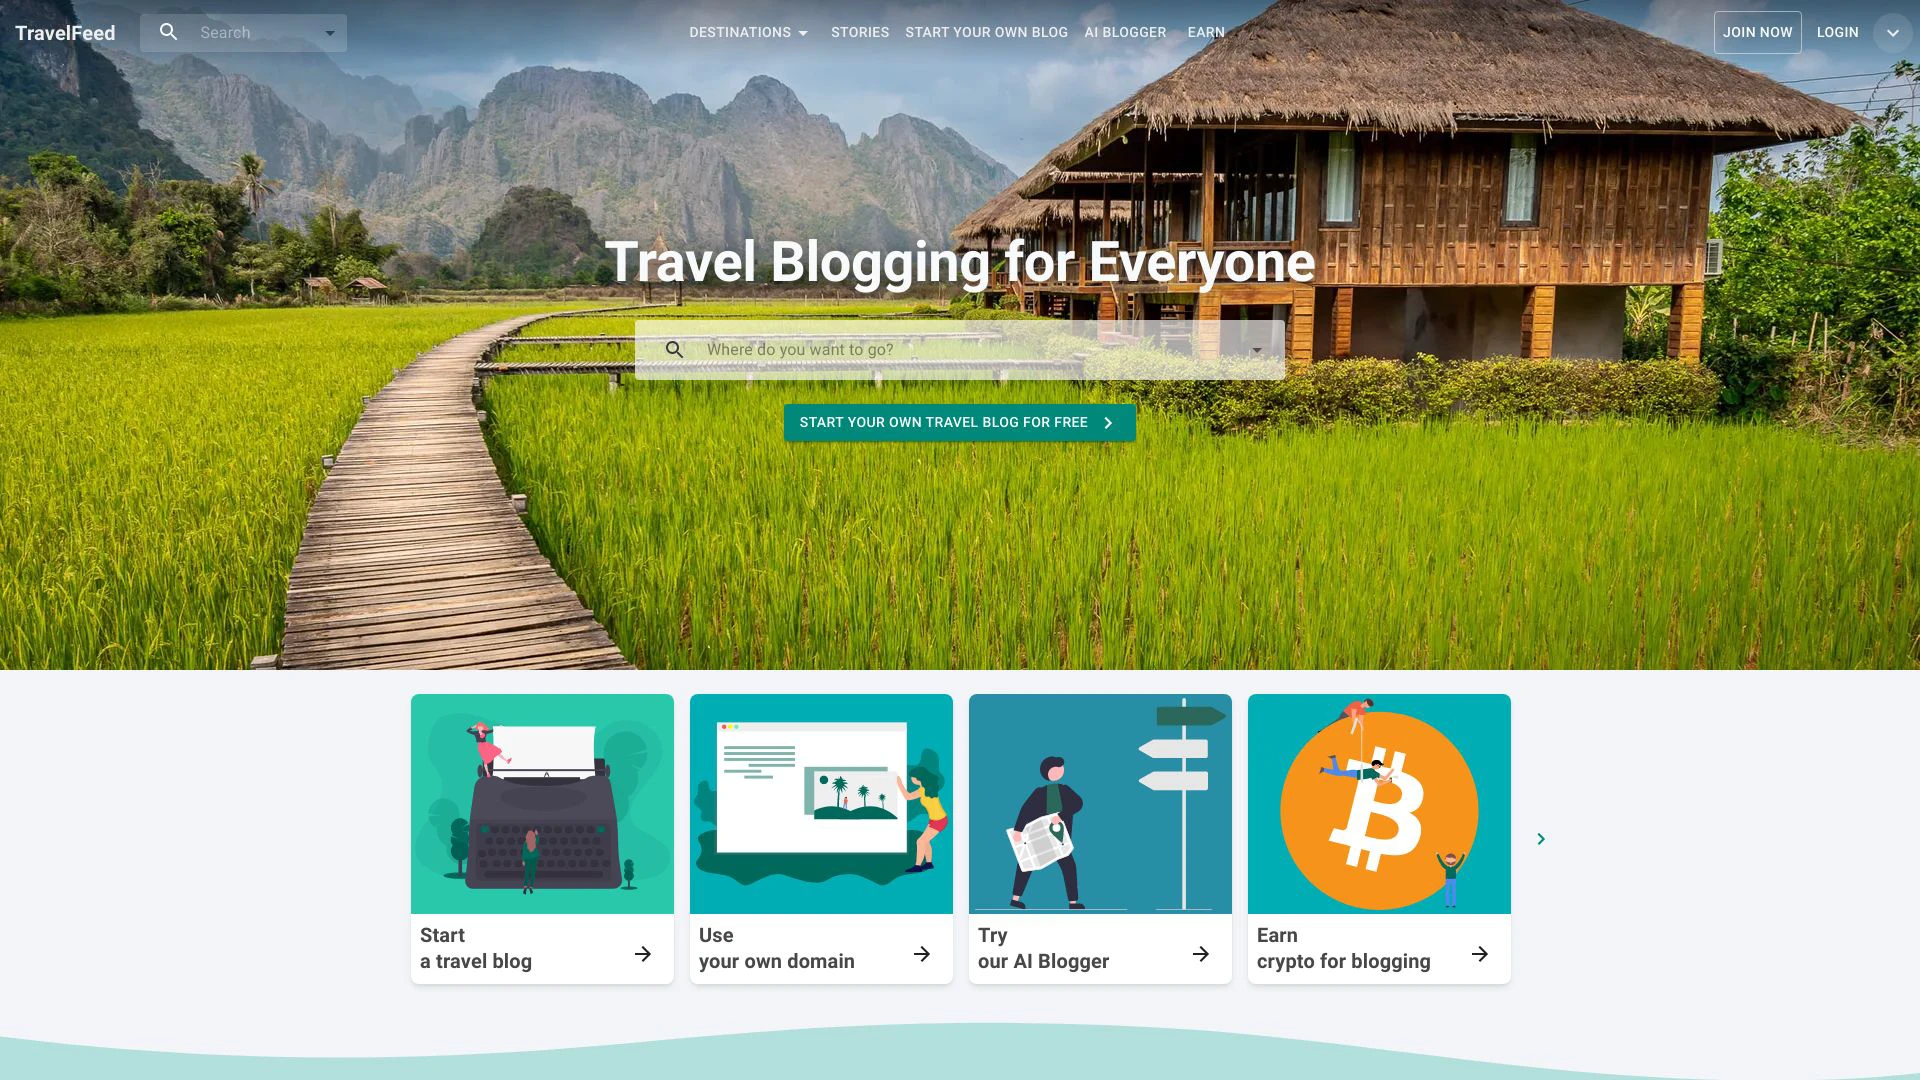 TravelFeed
Search
DESTINATIONS
STORIES
START YOUR OWN BLOG
AI BLOGGER
EARN
JOIN NOW
LOGIN
Travel Blogging for Everyone
Where do you want to go?
START YOUR OWN TRAVEL BLOG FOR FREE
Start
a travel blog
Use
your own domain
Try
our AI Blogger
Earn
crypto for blogging